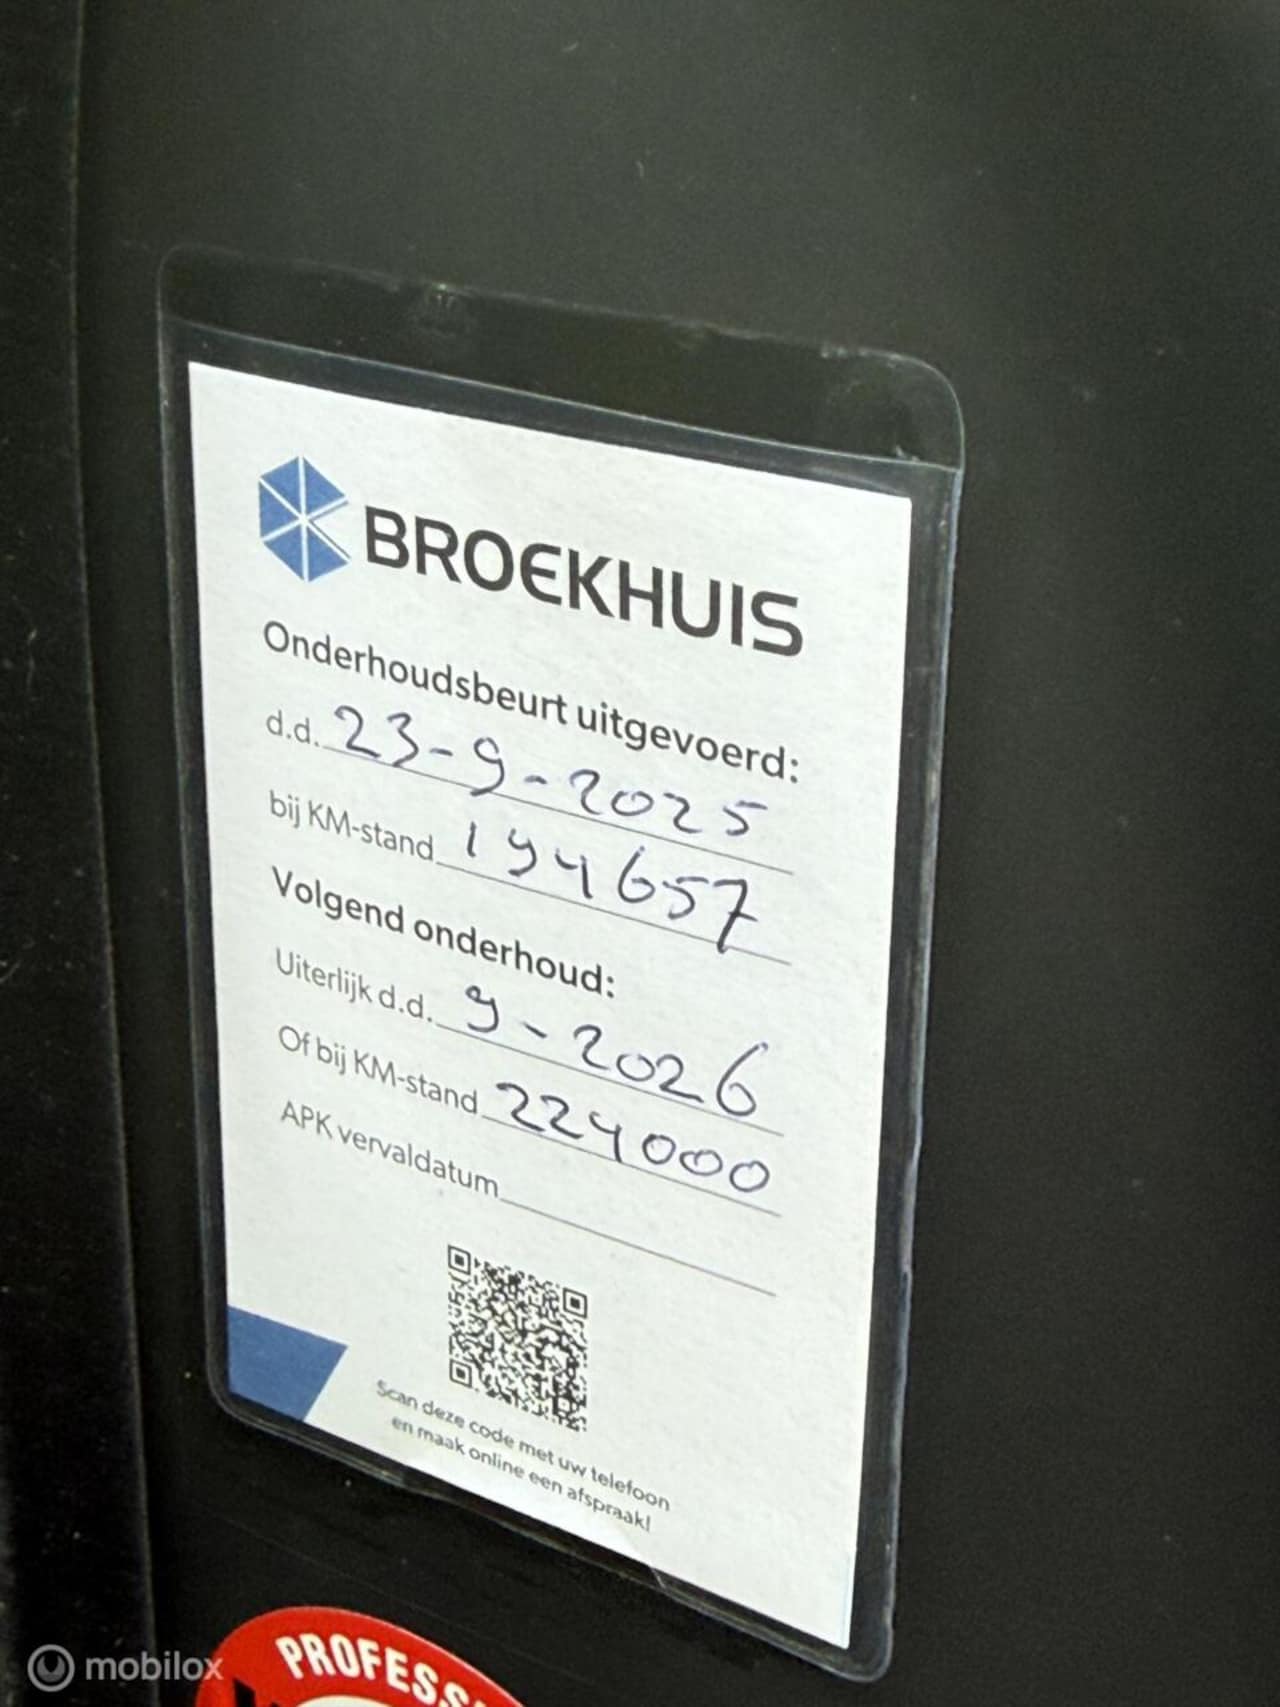 BROEKHUIS
Onderhoudsbeurt uitgevoerd:
d.d. 23-9-2025
bij KM-stand 194657
Volgend onderhoud:
Uiterlijk d.d. 9-2026
Of bij KM-stand 224000
APK vervaldatum
Scan deze code met uw telefoon
en maak online een afspraak!
PROFESSI
mobilox